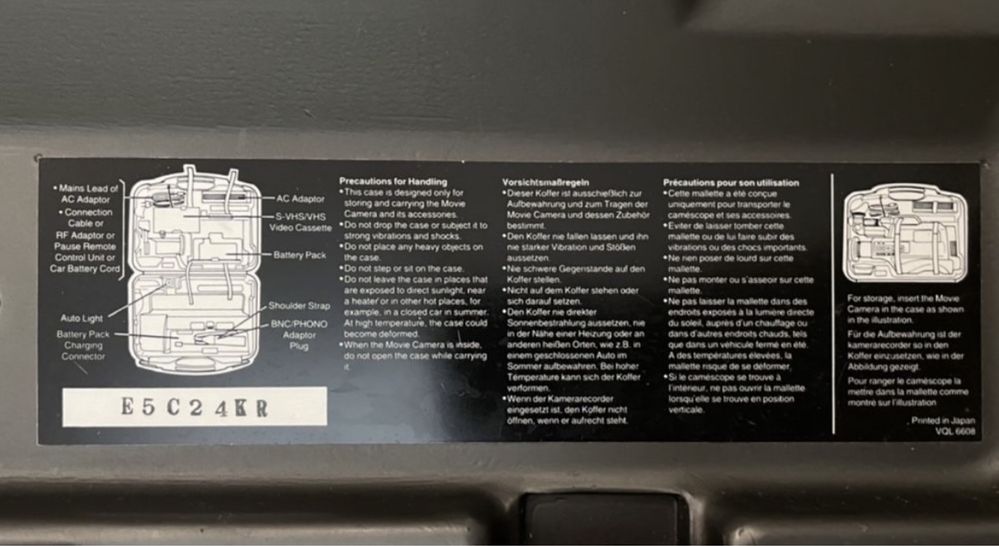 • Mains Lead of
AC Adaptor
• Connection
Cable or
RF Adaptor or
Pause Remote
Control Unit or
Car Battery Cord
Auto Light
Battery Pack
Charging
Connector
AC Adaptor
S-VHS/VHS
Video Cassette
Battery Pack
Shoulder Strap
BNC/PHONO
Adaptor
Plug
E5C24KR
Precautions for Handling
•This case is designed only for
storing and carrying the Movie
Camera and its accessories.
•Do not drop the case or subject it to
strong vibrations and shocks.
•Do not place any heavy objects on
the case.
•Do not step or sit on the case.
•Do not leave the case in places that
are exposed to direct sunlight, near
a heater or in other hot places, for
example, in a closed car in summer.
At high temperature, the case could
become deformed.
•When the Movie Camera is inside,
do not open the case while carrying
it.
Vorsichtsmaßregeln
•Dieser Koffer ist ausschließlich zur
Aufbewahrung und zum Tragen der
Movie Camera und dessen Zubehör
bestimmt.
•Den Koffer nie fallen lassen und ihn
nie starker Vibration und Stößen
aussetzen.
•Nie schwere Gegenstande auf den
Koffer stellen.
•Nicht auf dem Koffer stehen oder
sich darauf setzen.
•Den Koffer nie direkter
Sonnenbestrahlung aussetzen, nie
in der Nähe einer Heizung oder an
anderen heißen Orten, wie z.B. in
einem geschlossenen Auto im
Sommer aufbewahren. Bei hoher
Temperature kann sich der Koffer
verformen.
•Wenn der Kamerarecorder
eingesetzt ist, den Koffer nicht
öffnen, wenn er aufrecht steht.
Précautions pour son utilisation
•Cette mallette a été conçue
uniquement pour transporter le
caméscope et ses accessoires.
•Eviter de laisser tomber cette
mallette ou de lui faire subir des
vibrations ou des chocs importants.
•Ne rien poser de lourd sur cette
mallette.
•Ne pas monter ou s'asseoir sur cette
mallette.
•Ne pas laisser la mallette dans des
endroits exposés à la lumière directe
du soleil, auprès d'un chauffage ou
dans d'autres endroits chauds, tels
que dans un véhicule fermé en été.
A des températures élevées, la
mallette risque de se déformer.
•Si le caméscope se trouve à
l'intérieur, ne pas ouvrir la mallette
lorsqu'elle se trouve en position
verticale.
For storage, insert the Movie
Camera in the case as shown
in the illustration.
Für die Aufbewahrung ist der
kamerarecorder so in den
Koffer einzusetzen, wie in der
Abbildung gezeigt.
Pour ranger le caméscope la
mettre dans la mallette comme
montré sur l'illustration
Printed in Japan
VQL 6608